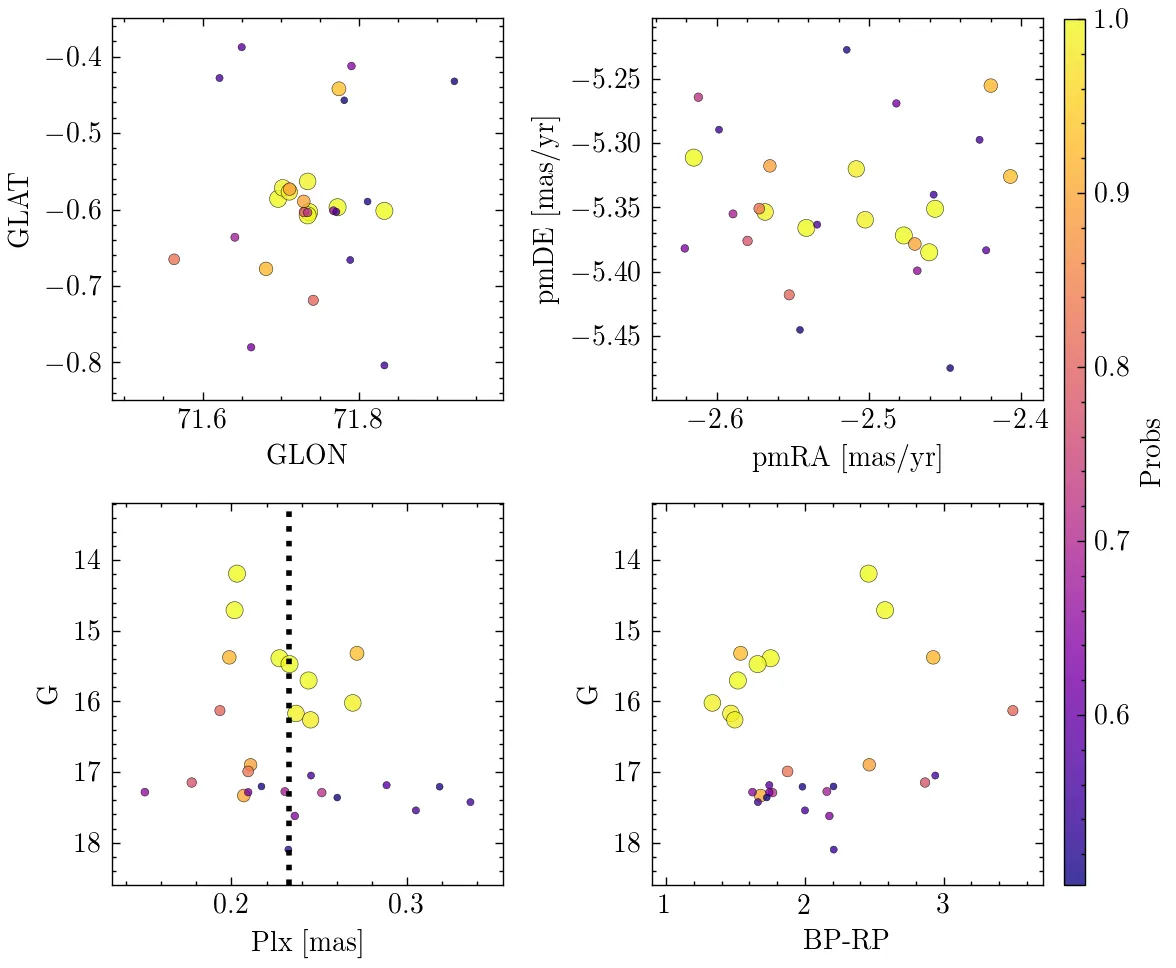 −0.4
−0.5
−0.6
−0.7
−0.8
GLAT
71.6 71.8
GLON
−5.25
−5.30
−5.35
−5.40
−5.45
pmDE [mas/yr]
−2.6 −2.5 −2.4
pmRA [mas/yr]
14
15
16
17
18
G
0.2 0.3
Plx [mas]
14
15
16
17
18
G
1 2 3
BP-RP
1.0
0.9
0.8
0.7
0.6
Probs